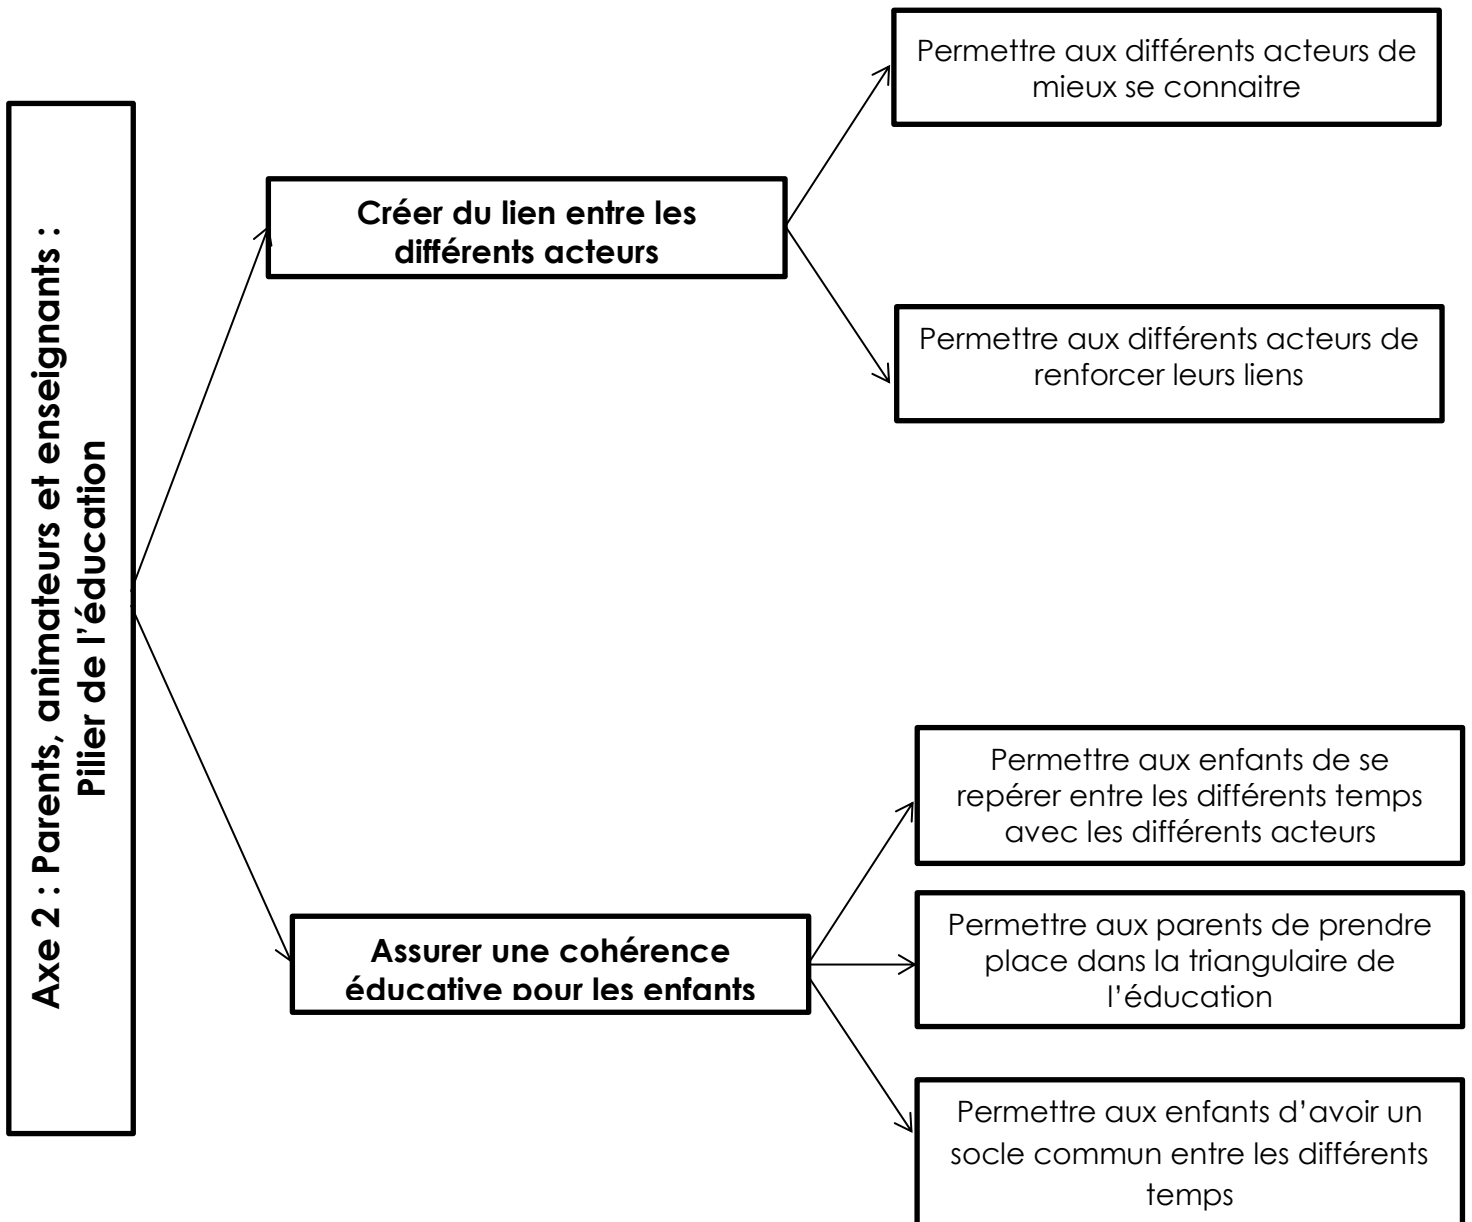 Axe 2 : Parents, animateurs et enseignants :
Pilier de l’éducation
Créer du lien entre les
différents acteurs
Permettre aux différents acteurs de
mieux se connaitre
Permettre aux différents acteurs de
renforcer leurs liens
Assurer une cohérence
éducative pour les enfants
Permettre aux enfants de se
repérer entre les différents temps
avec les différents acteurs
Permettre aux parents de prendre
place dans la triangulaire de
l’éducation
Permettre aux enfants d’avoir un
socle commun entre les différents
temps